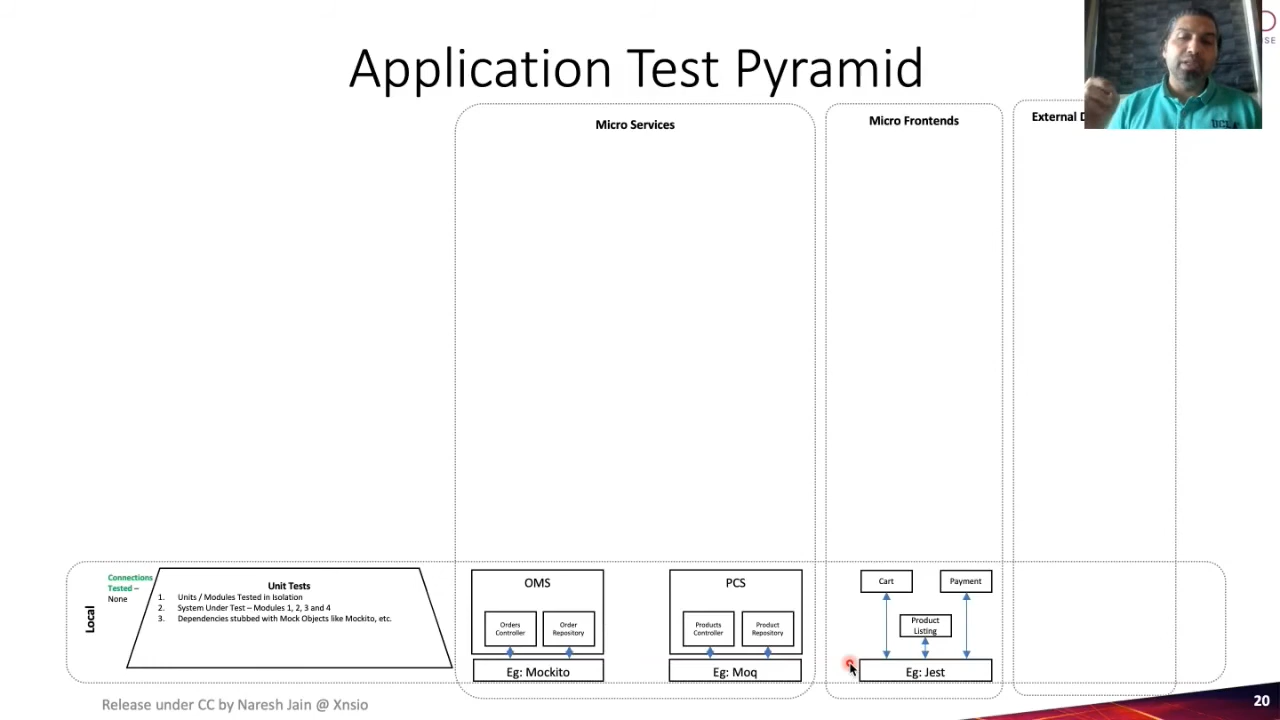 Application Test Pyramid
Micro Services
Micro Frontends
External
Local
Connections
Tested –
None
Unit Tests
1. Units / Modules Tested in Isolation
2. System Under Test – Modules 1, 2, 3 and 4
3. Dependencies stubbed with Mock Objects like Mockito, etc.
OMS
Orders
Controller
Order
Repository
Eg: Mockito
PCS
Products
Controller
Product
Repository
Eg: Moq
Cart
Payment
Product
Listing
Eg: Jest
Release under CC by Naresh Jain @ Xnsio
20